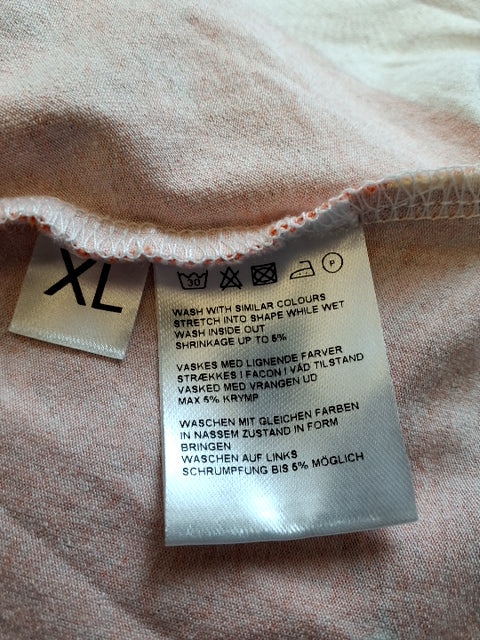 XL
30
P
WASH WITH SIMILAR COLOURS
STRETCH INTO SHAPE WHILE WET
WASH INSIDE OUT
SHRINKAGE UP TO 5%
VASKES MED LIGNENDE FARVER
STRÆKKES I FACON I VÅD TILSTAND
VASKED MED VRANGEN UD
MAX 5% KRYMP
WASCHEN MIT GLEICHEN FARBEN
IN NASSEM ZUSTAND IN FORM
BRINGEN
WASCHEN AUF LINKS
SCHRUMPFUNG BIS 5% MÖGLICH